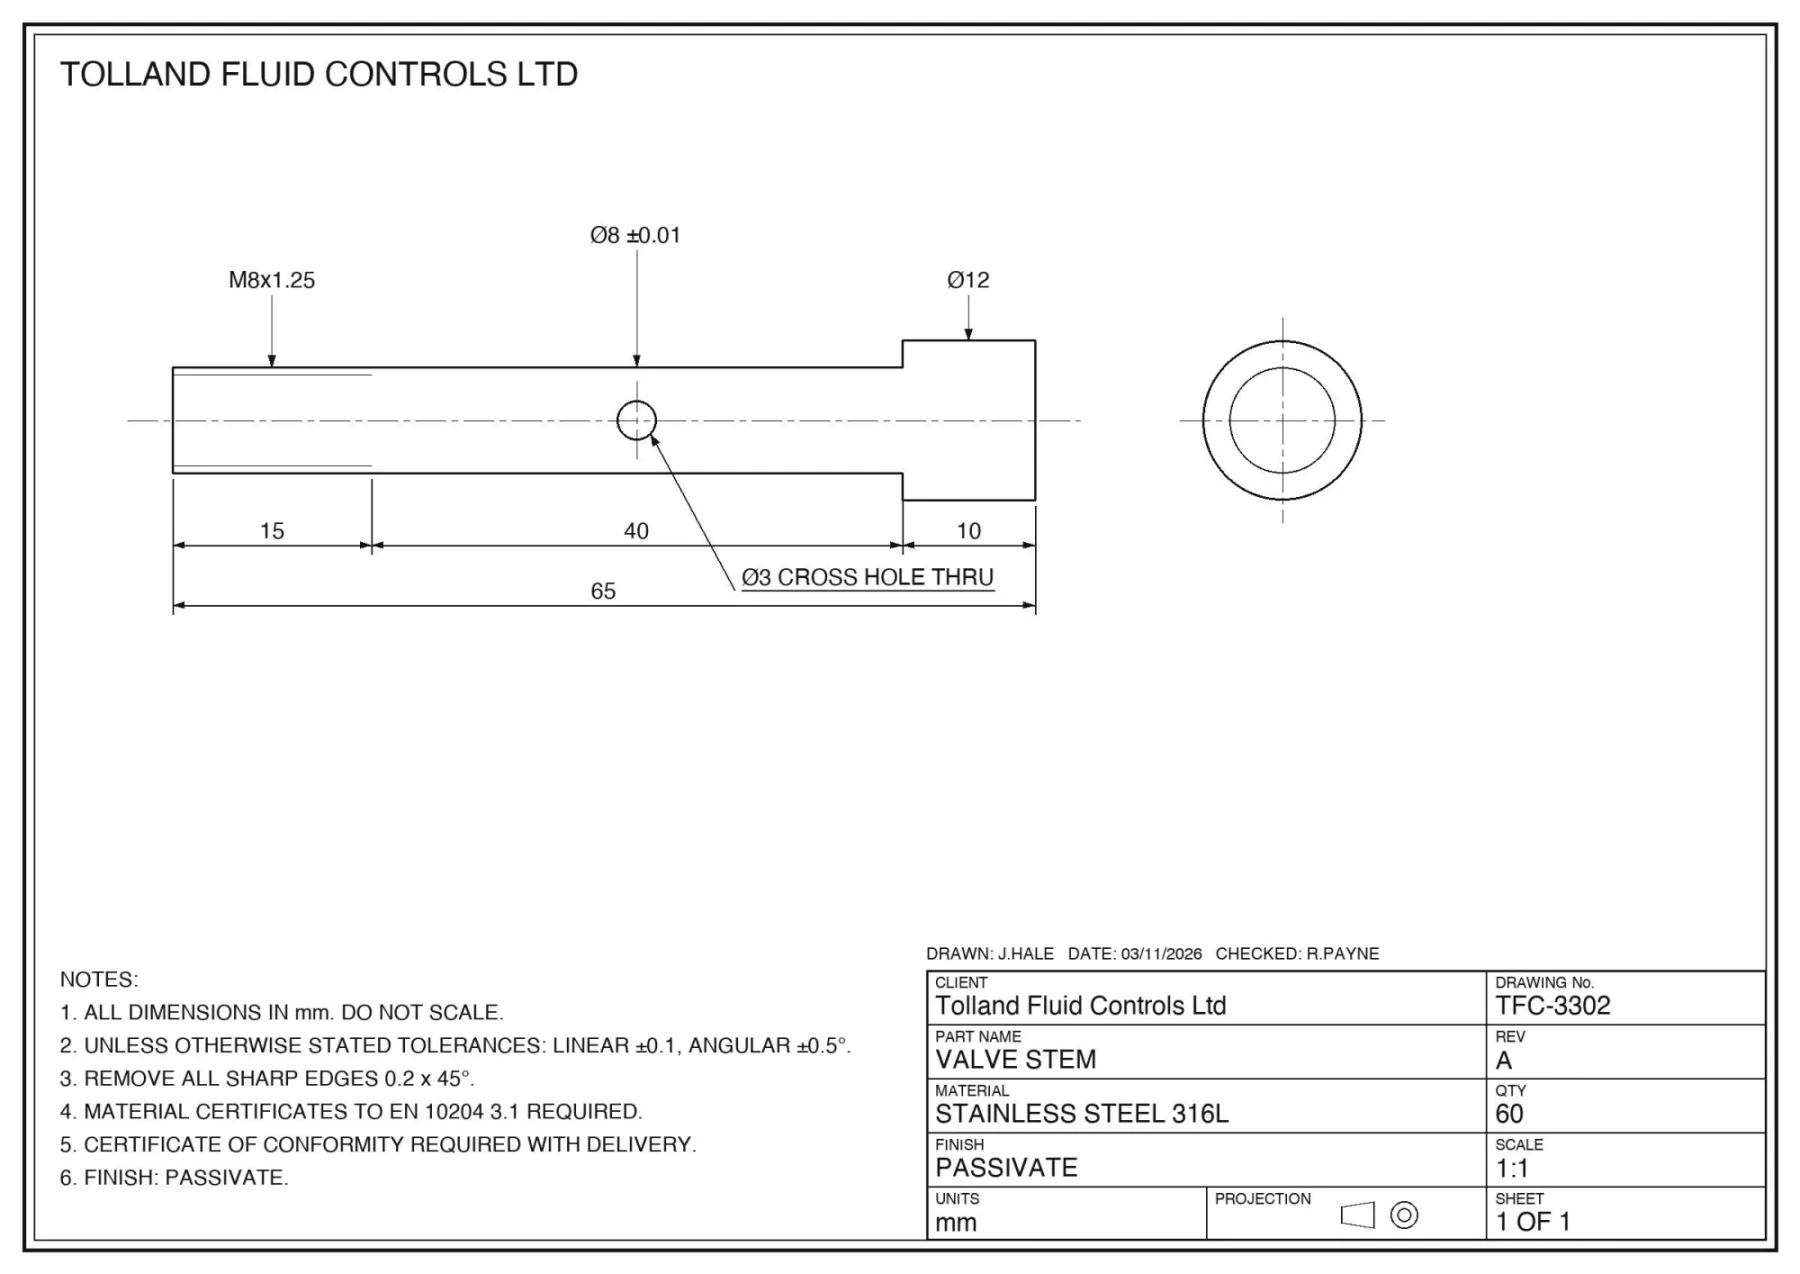 TOLLAND FLUID CONTROLS LTD
Ø8 ±0.01
M8x1.25
Ø12
15
40
10
Ø3 CROSS HOLE THRU
65
NOTES:
1. ALL DIMENSIONS IN mm. DO NOT SCALE.
2. UNLESS OTHERWISE STATED TOLERANCES: LINEAR ±0.1, ANGULAR ±0.5°.
3. REMOVE ALL SHARP EDGES 0.2 x 45°.
4. MATERIAL CERTIFICATES TO EN 10204 3.1 REQUIRED.
5. CERTIFICATE OF CONFORMITY REQUIRED WITH DELIVERY.
6. FINISH: PASSIVATE.
DRAWN: J.HALE DATE: 03/11/2026 CHECKED: R.PAYNE
CLIENT
Tolland Fluid Controls Ltd
DRAWING No.
TFC-3302
PART NAME
VALVE STEM
REV
A
MATERIAL
STAINLESS STEEL 316L
QTY
60
FINISH
PASSIVATE
SCALE
1:1
UNITS
mm
PROJECTION
SHEET
1 OF 1